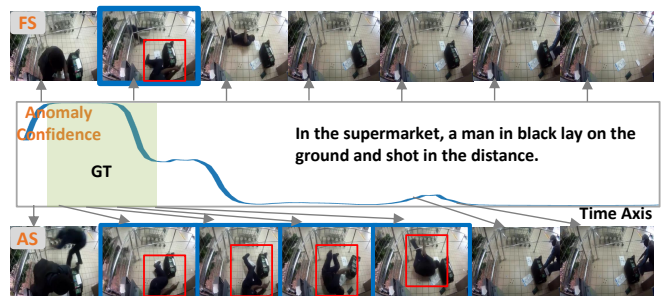 FS
Anomaly
Confidence
GT
In the supermarket, a man in black lay on the
ground and shot in the distance.
Time Axis
AS